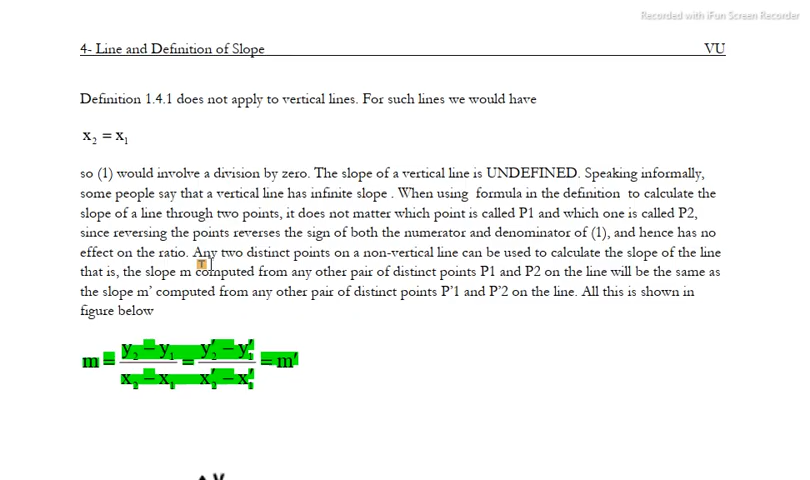 Recorded with iFun Screen Recorder
4- Line and Definition of Slope VU
Definition 1.4.1 does not apply to vertical lines. For such lines we would have
x₂ = x₁
so (1) would involve a division by zero. The slope of a vertical line is UNDEFINED. Speaking informally,
some people say that a vertical line has infinite slope . When using formula in the definition to calculate the
slope of a line through two points, it does not matter which point is called P1 and which one is called P2,
since reversing the points reverses the sign of both the numerator and denominator of (1), and hence has no
effect on the ratio. Any two distinct points on a non-vertical line can be used to calculate the slope of the line
that is, the slope m computed from any other pair of distinct points P1 and P2 on the line will be the same as
the slope m’ computed from any other pair of distinct points P’1 and P’2 on the line. All this is shown in
figure below
m = (y₂ − y₁)/(x₂ − x₁) = (y₂′ − y₁′)/(x₂′ − x₁′) = m′
y